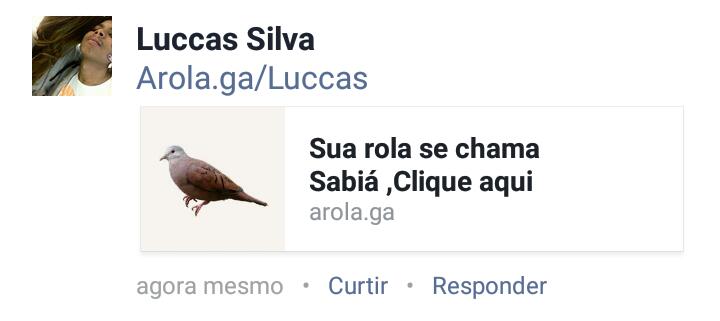 Luccas Silva
Arola.ga/Luccas
Sua rola se chama
Sabiá ,Clique aqui
arola.ga
agora mesmo • Curtir • Responder